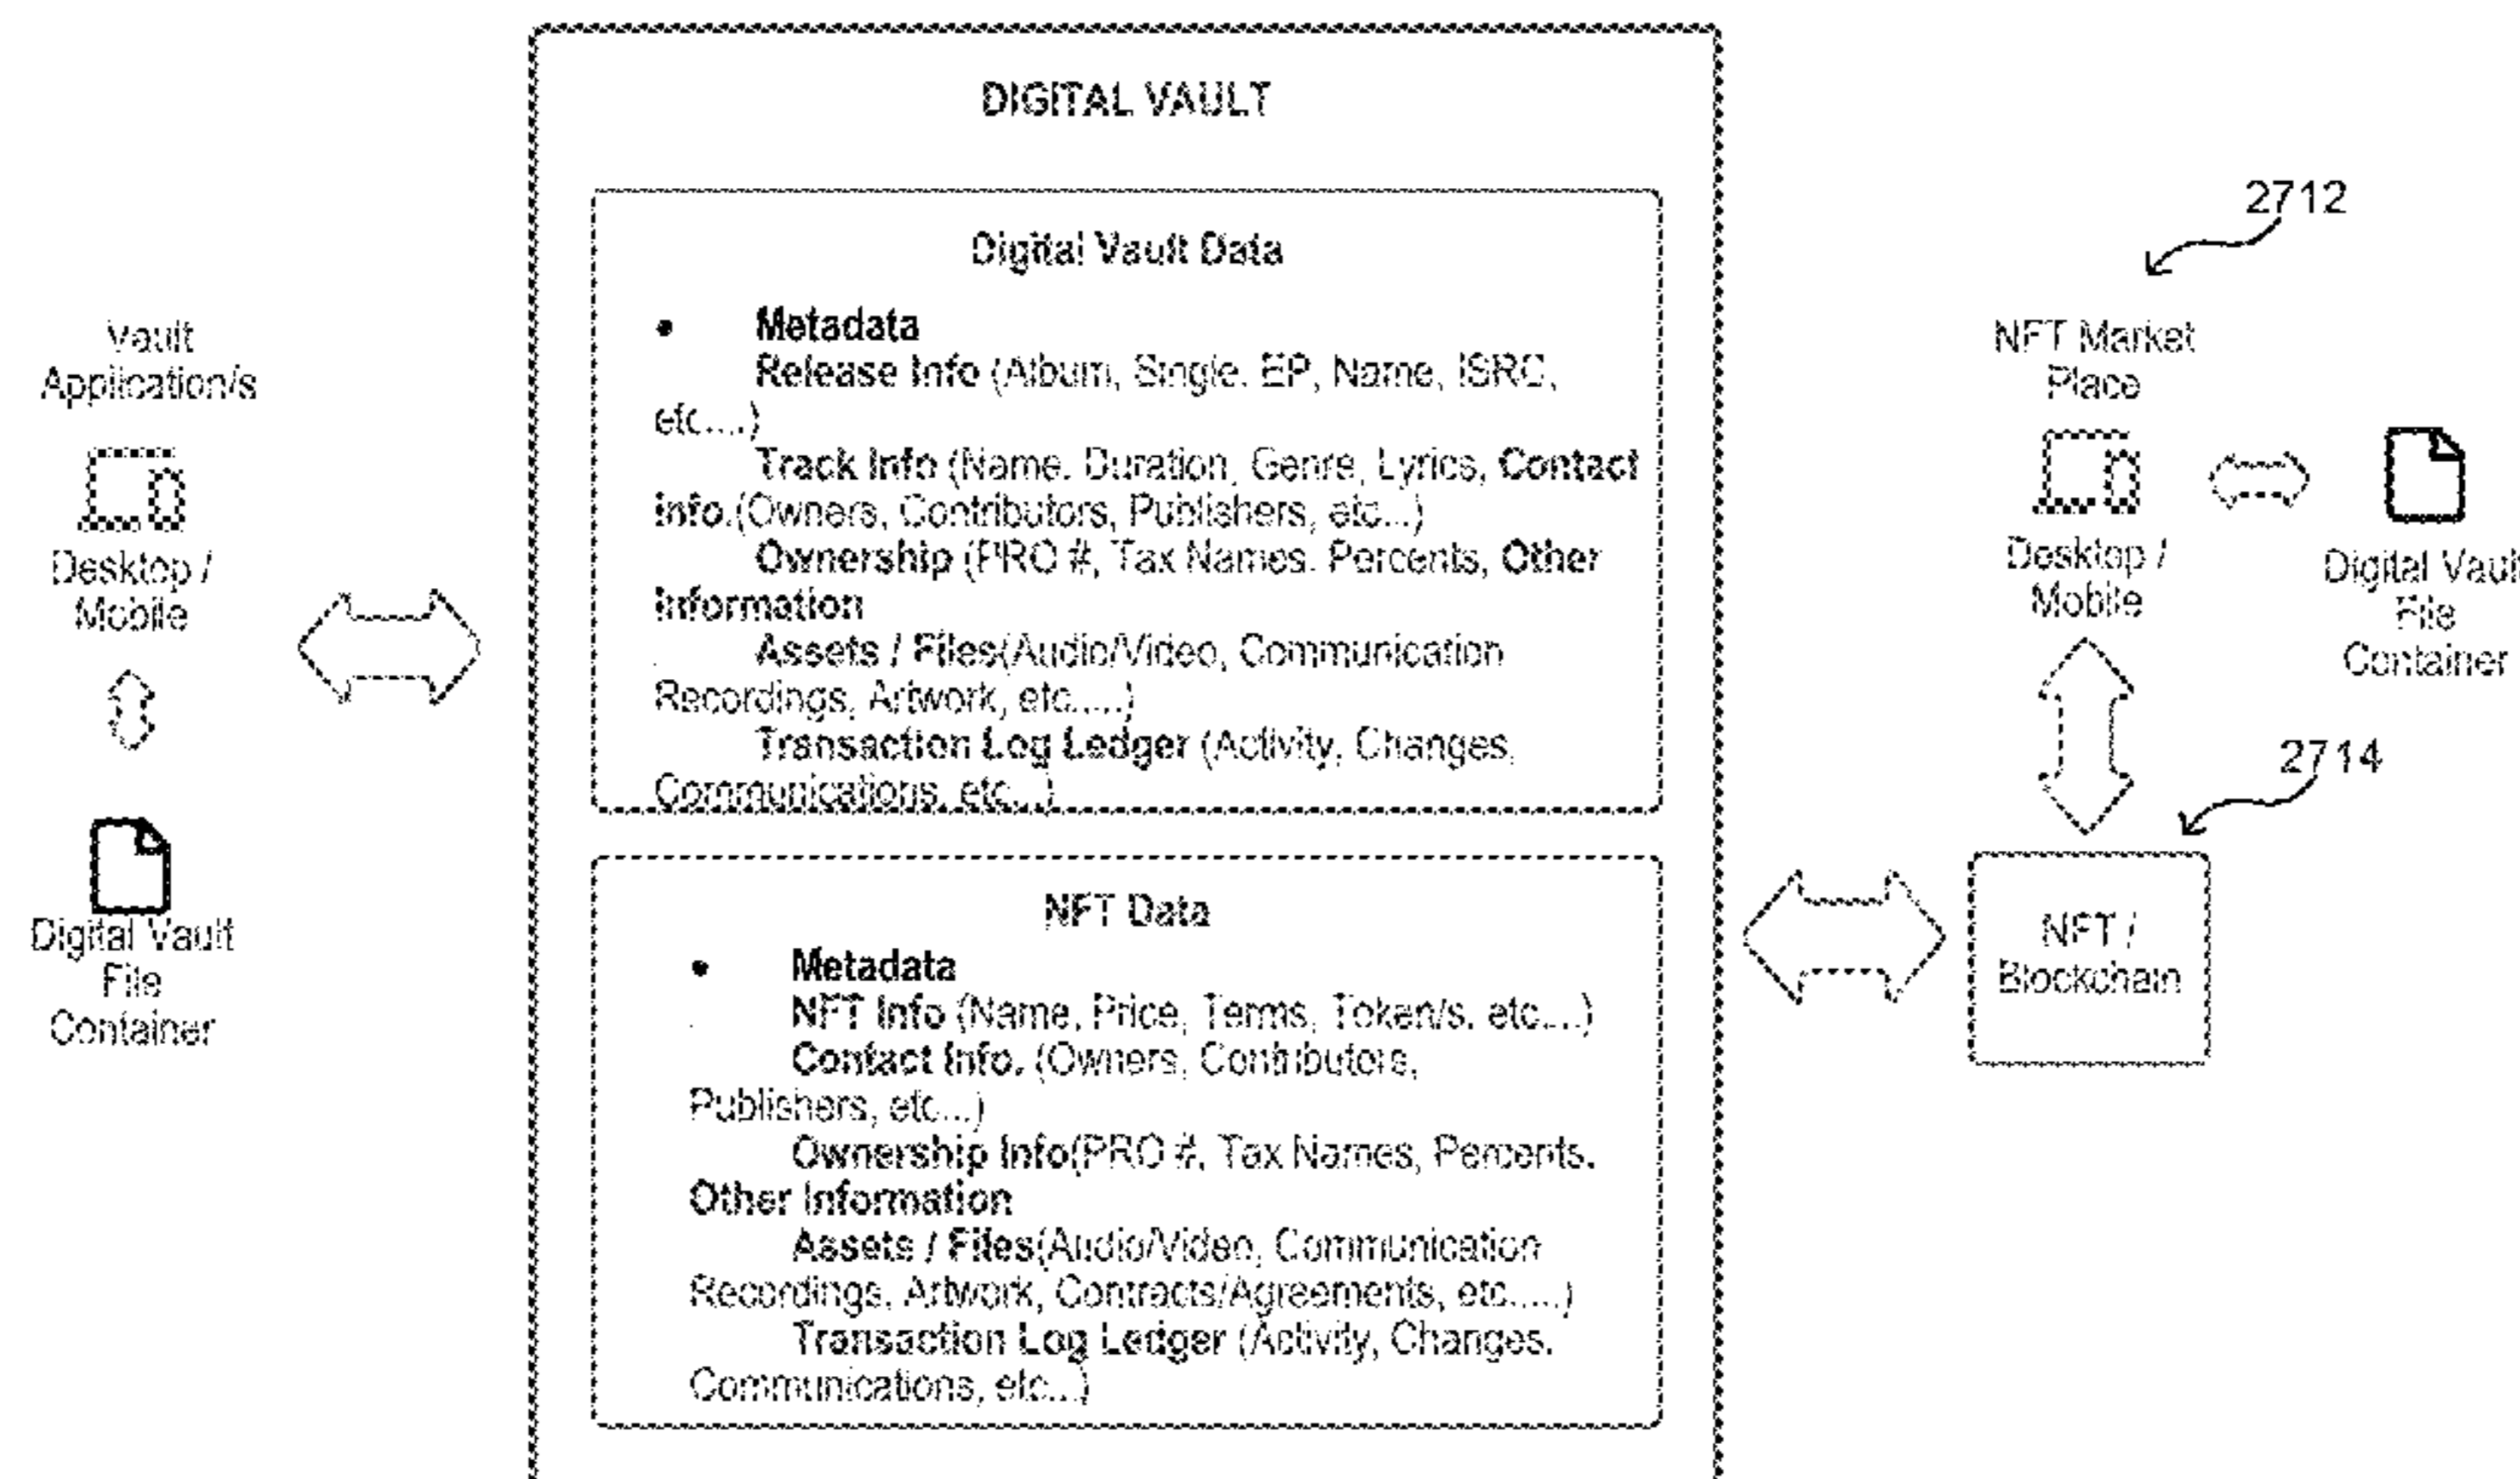 DIGITAL VAULT
Digital Vault Data
• Metadata
Release Info (Album, Single, EP, Name, ISRC,
etc....)
Track Info (Name, Duration, Genre, Lyrics, Contact
Info.(Owners, Contributors, Publishers, etc...)
Ownership (PRO #, Tax Names. Percents, Other
Information
Assets / Files(Audio/Video, Communication
Recordings, Artwork, etc.....)
Transaction Log Ledger (Activity, Changes,
Communications, etc...)
NFT Data
• Metadata
NFT Info (Name, Price, Terms, Token/s, etc....)
Contact Info. (Owners, Contributors,
Publishers, etc...)
Ownership Info(PRO #, Tax Names, Percents.
Other Information
Assets / Files(Audio/Video, Communication
Recordings, Artwork, Contracts/Agreements, etc.....)
Transaction Log Ledger (Activity, Changes.
Communications, etc...)
Vault
Application/s
Desktop /
Mobile
Digital Vault
File
Container
2712
NFT Market
Place
Desktop /
Mobile
Digital Vault
File
Container
2714
NFT /
Blockchain